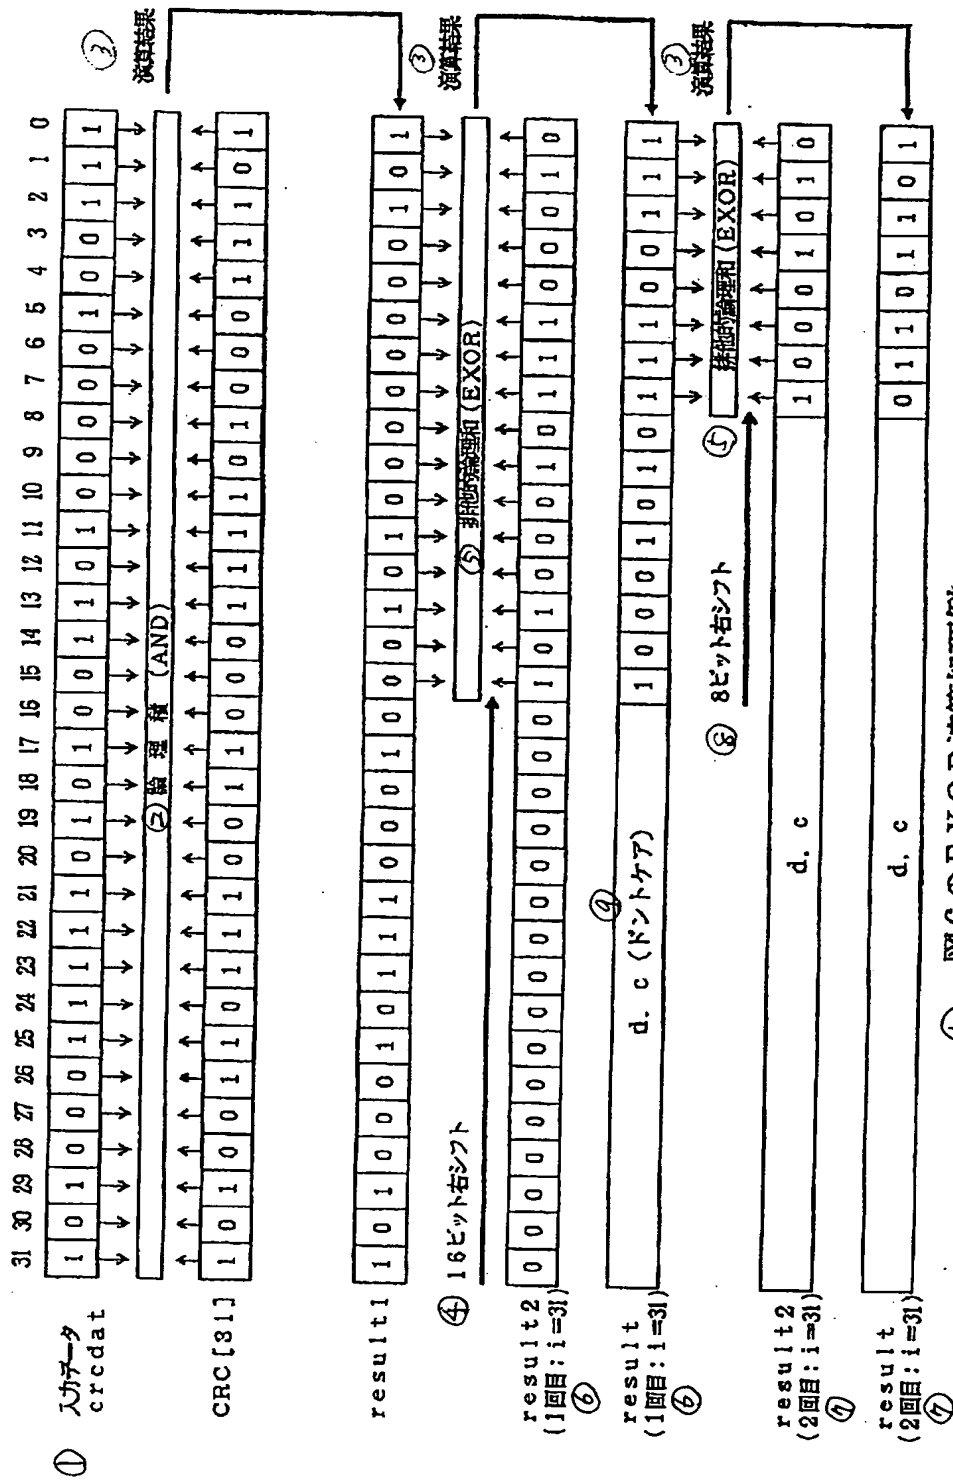 31 30 29 28 27 26 25 24 23 22 21 20 19 18 17 16 15 14 13 12 11 10 9 8 7 6 5 4 3 2 1 0
① 入力データ
crcdat
1 0 1 0 0 0 1 1 1 1 1 0 1 0 1 0 0 1 1 0 1 0 0 0 0 0 1 0 0 1 1 1
③
演算結果
② 論理積 (AND)
CRC[31]
1 0 1 0 0 1 1 0 1 1 1 0 0 1 1 0 0 0 1 1 1 1 0 1 0 0 0 1 1 1 0 1
result1
1 0 1 0 0 0 1 0 1 1 1 0 0 0 1 0 0 0 1 0 1 0 0 0 0 0 0 0 0 1 0 1
③
演算結果
④ 16ビット右シフト
⑤ 排他的論理和(EXOR)
result2
(1回目:i=31)
⑥
0 0 0 0 0 0 0 0 0 0 0 0 0 0 0 0 1 0 1 0 0 0 1 0 1 1 1 0 0 0 1 0
result
(1回目:i=31)
⑥
⑨
d. c (ドントケア)
1 0 0 0 1 0 1 0 1 1 1 0 0 1 1 1
③
演算結果
⑧ 8ビット右シフト
⑤ 排他的論理和(EXOR)
result2
(2回目:i=31)
⑦
d. c
1 0 0 0 1 0 1 0
result
(2回目:i=31)
⑦
d. c
0 1 1 0 1 1 0 1